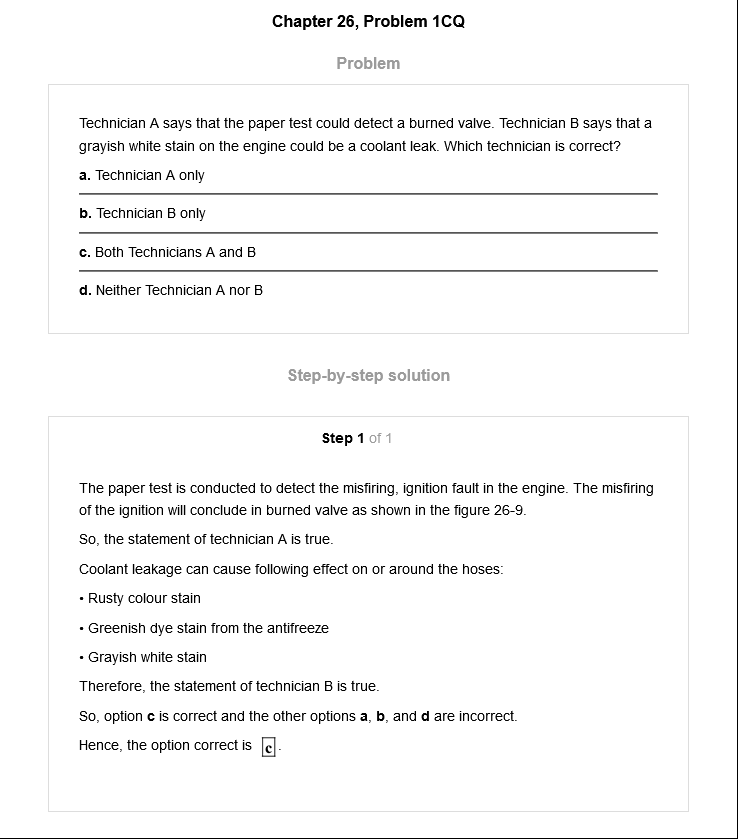 Chapter 26, Problem 1CQ
Problem
Technician A says that the paper test could detect a burned valve. Technician B says that a
grayish white stain on the engine could be a coolant leak. Which technician is correct?
a. Technician A only
b. Technician B only
c. Both Technicians A and B
d. Neither Technician A nor B
Step-by-step solution
Step 1 of 1
The paper test is conducted to detect the misfiring, ignition fault in the engine. The misfiring
of the ignition will conclude in burned valve as shown in the figure 26-9.
So, the statement of technician A is true.
Coolant leakage can cause following effect on or around the hoses:
• Rusty colour stain
• Greenish dye stain from the antifreeze
• Grayish white stain
Therefore, the statement of technician B is true.
So, option c is correct and the other options a, b, and d are incorrect.
Hence, the option correct is c.